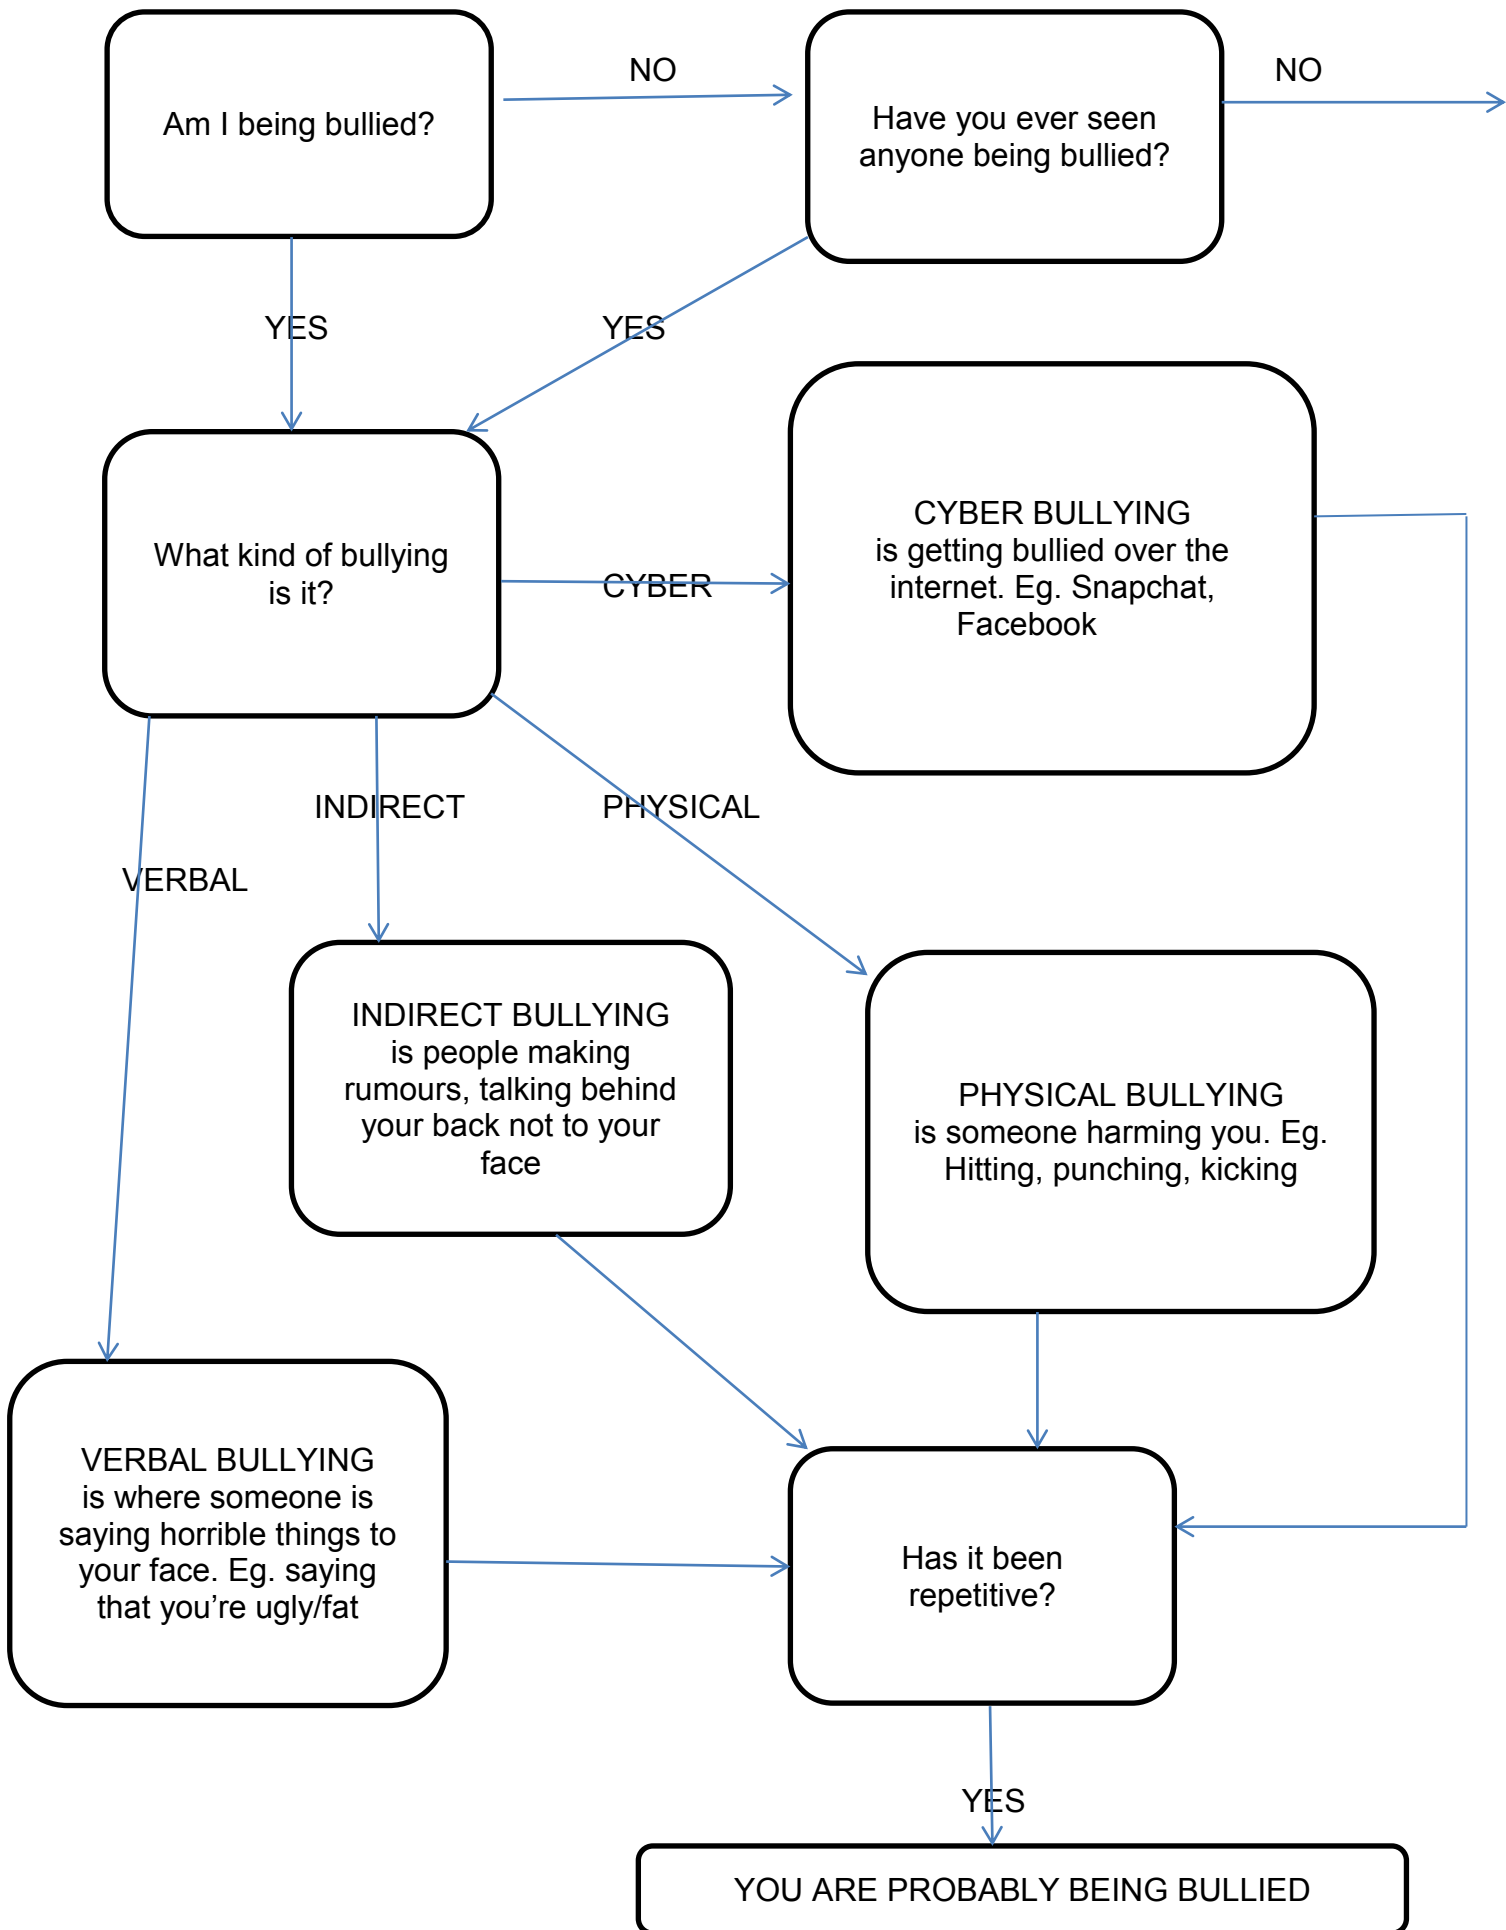 Am I being bullied?
NO
Have you ever seen
anyone being bullied?
NO
YES
YES
What kind of bullying
is it?
CYBER
CYBER BULLYING
is getting bullied over the
internet. Eg. Snapchat,
Facebook
INDIRECT
PHYSICAL
VERBAL
INDIRECT BULLYING
is people making
rumours, talking behind
your back not to your
face
PHYSICAL BULLYING
is someone harming you. Eg.
Hitting, punching, kicking
VERBAL BULLYING
is where someone is
saying horrible things to
your face. Eg. saying
that you’re ugly/fat
Has it been
repetitive?
YES
YOU ARE PROBABLY BEING BULLIED